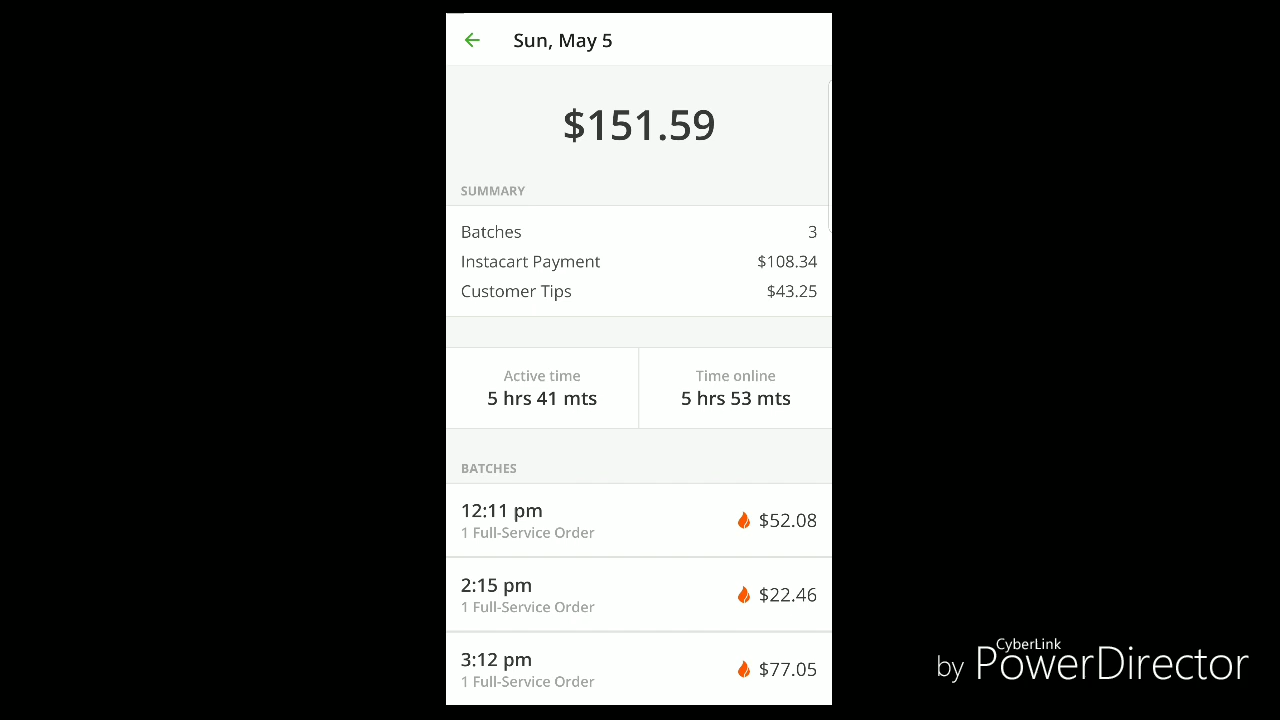 Sun, May 5
$151.59
SUMMARY
Batches 3
Instacart Payment $108.34
Customer Tips $43.25
Active time Time online
5 hrs 41 mts 5 hrs 53 mts
BATCHES
12:11 pm $52.08
1 Full-Service Order
2:15 pm $22.46
1 Full-Service Order
3:12 pm $77.05
1 Full-Service Order
by CyberLink PowerDirector